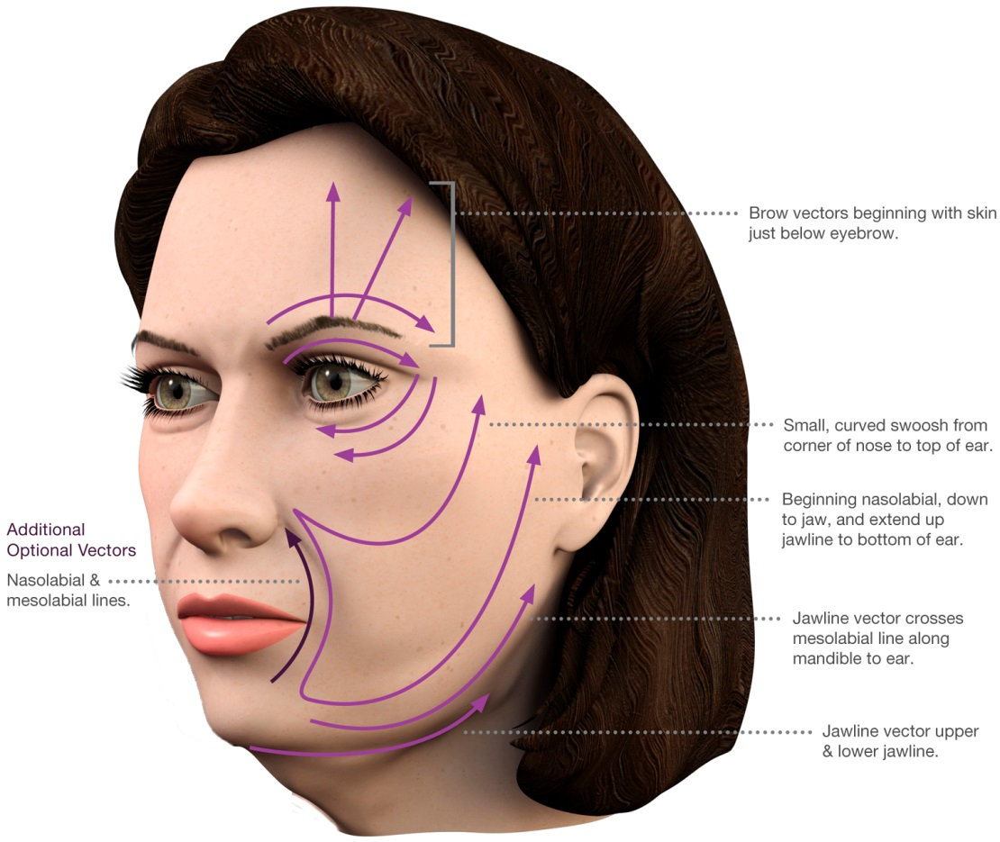 Brow vectors beginning with skin
just below eyebrow.
Small, curved swoosh from
corner of nose to top of ear.
Beginning nasolabial, down
to jaw, and extend up
jawline to bottom of ear.
Additional
Optional Vectors
Nasolabial &
mesolabial lines.
Jawline vector crosses
mesolabial line along
mandible to ear.
Jawline vector upper
& lower jawline.